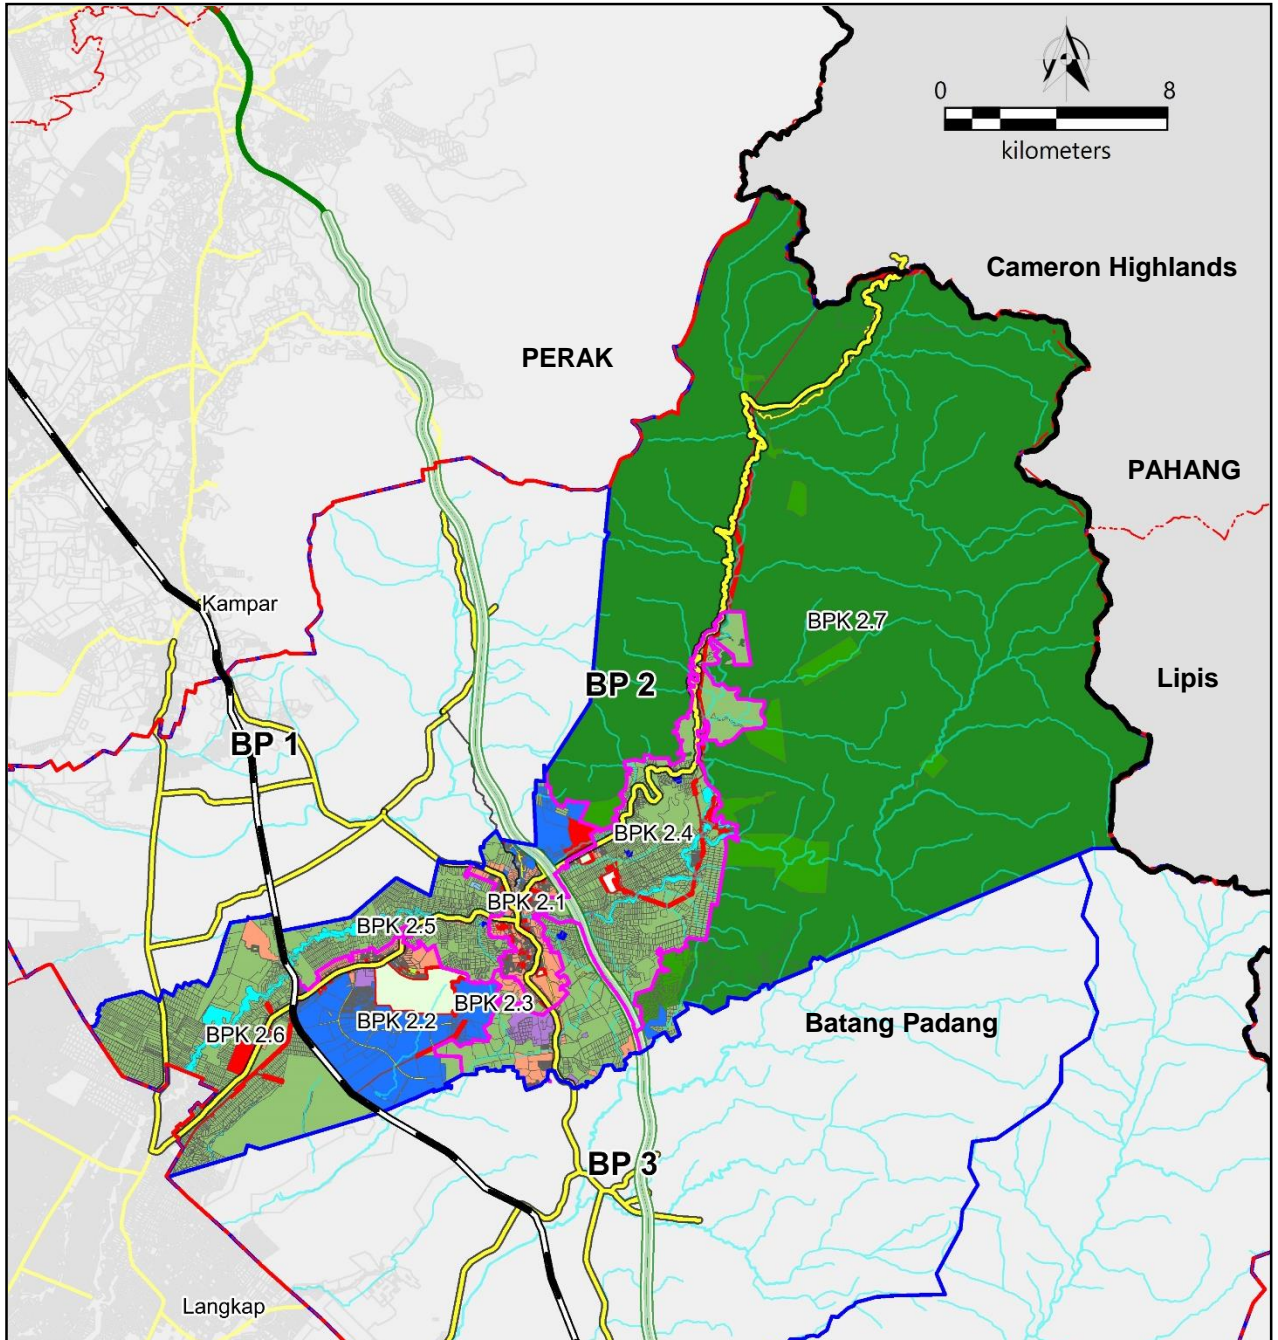 0 8
kilometers
Cameron Highlands
PERAK
PAHANG
Kampar
BPK 2.7
BP 2
Lipis
BP 1
BPK 2.4
BPK 2.1
BPK 2.5
BPK 2.3
BPK 2.2
BPK 2.6
Batang Padang
BP 3
Langkap